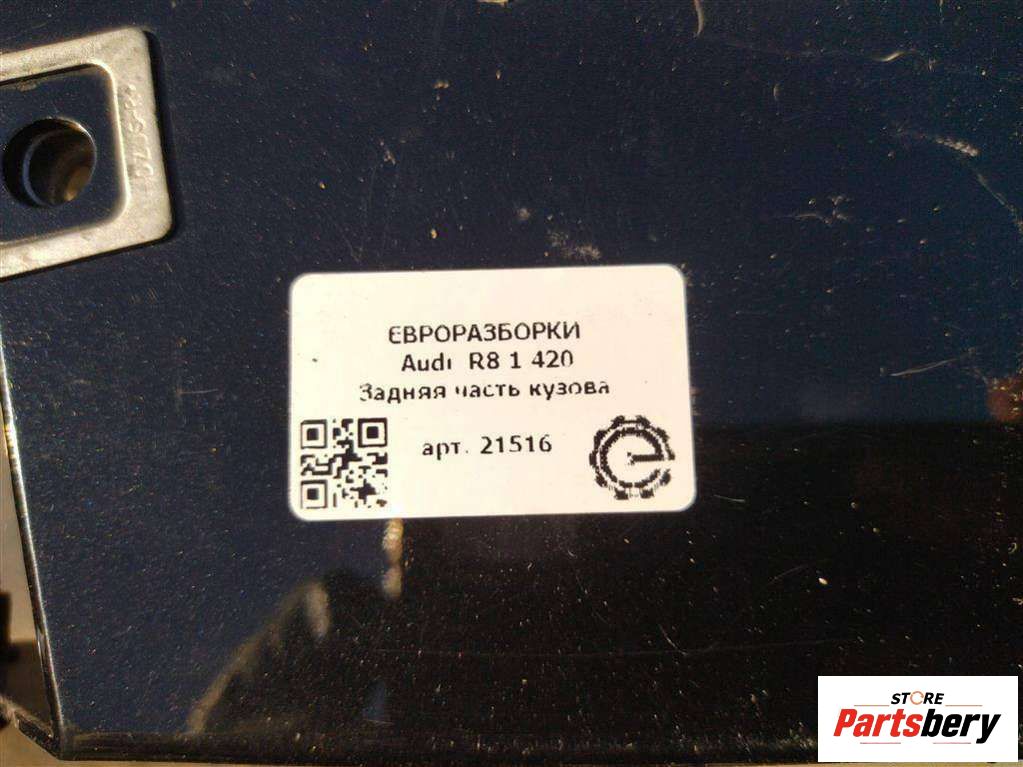 ЕВРОРАЗБОРКИ
Audi R8 1 420
Задняя часть кузова
арт. 21516
STORE
Partsbery